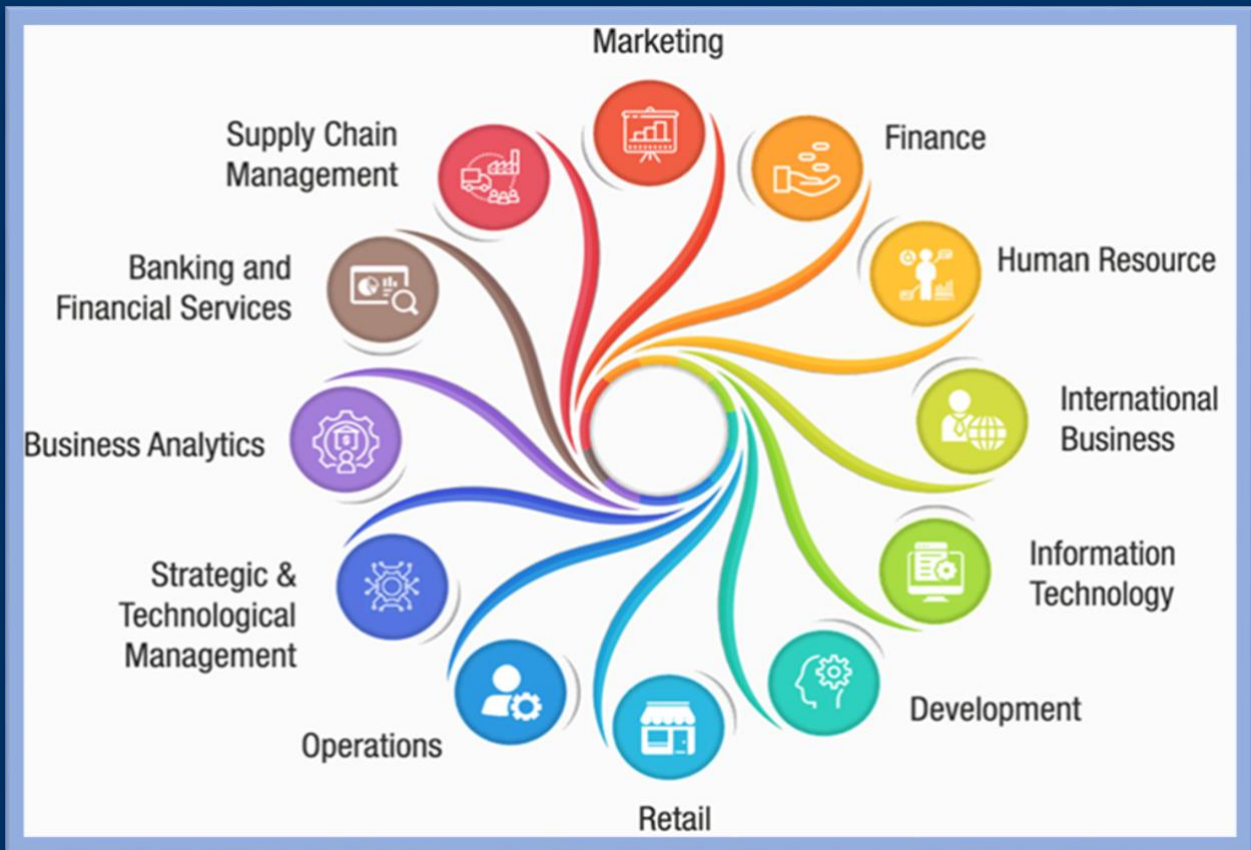 Marketing
Finance
Human Resource
International
Business
Information
Technology
Development
Retail
Operations
Strategic &
Technological
Management
Business Analytics
Banking and
Financial Services
Supply Chain
Management